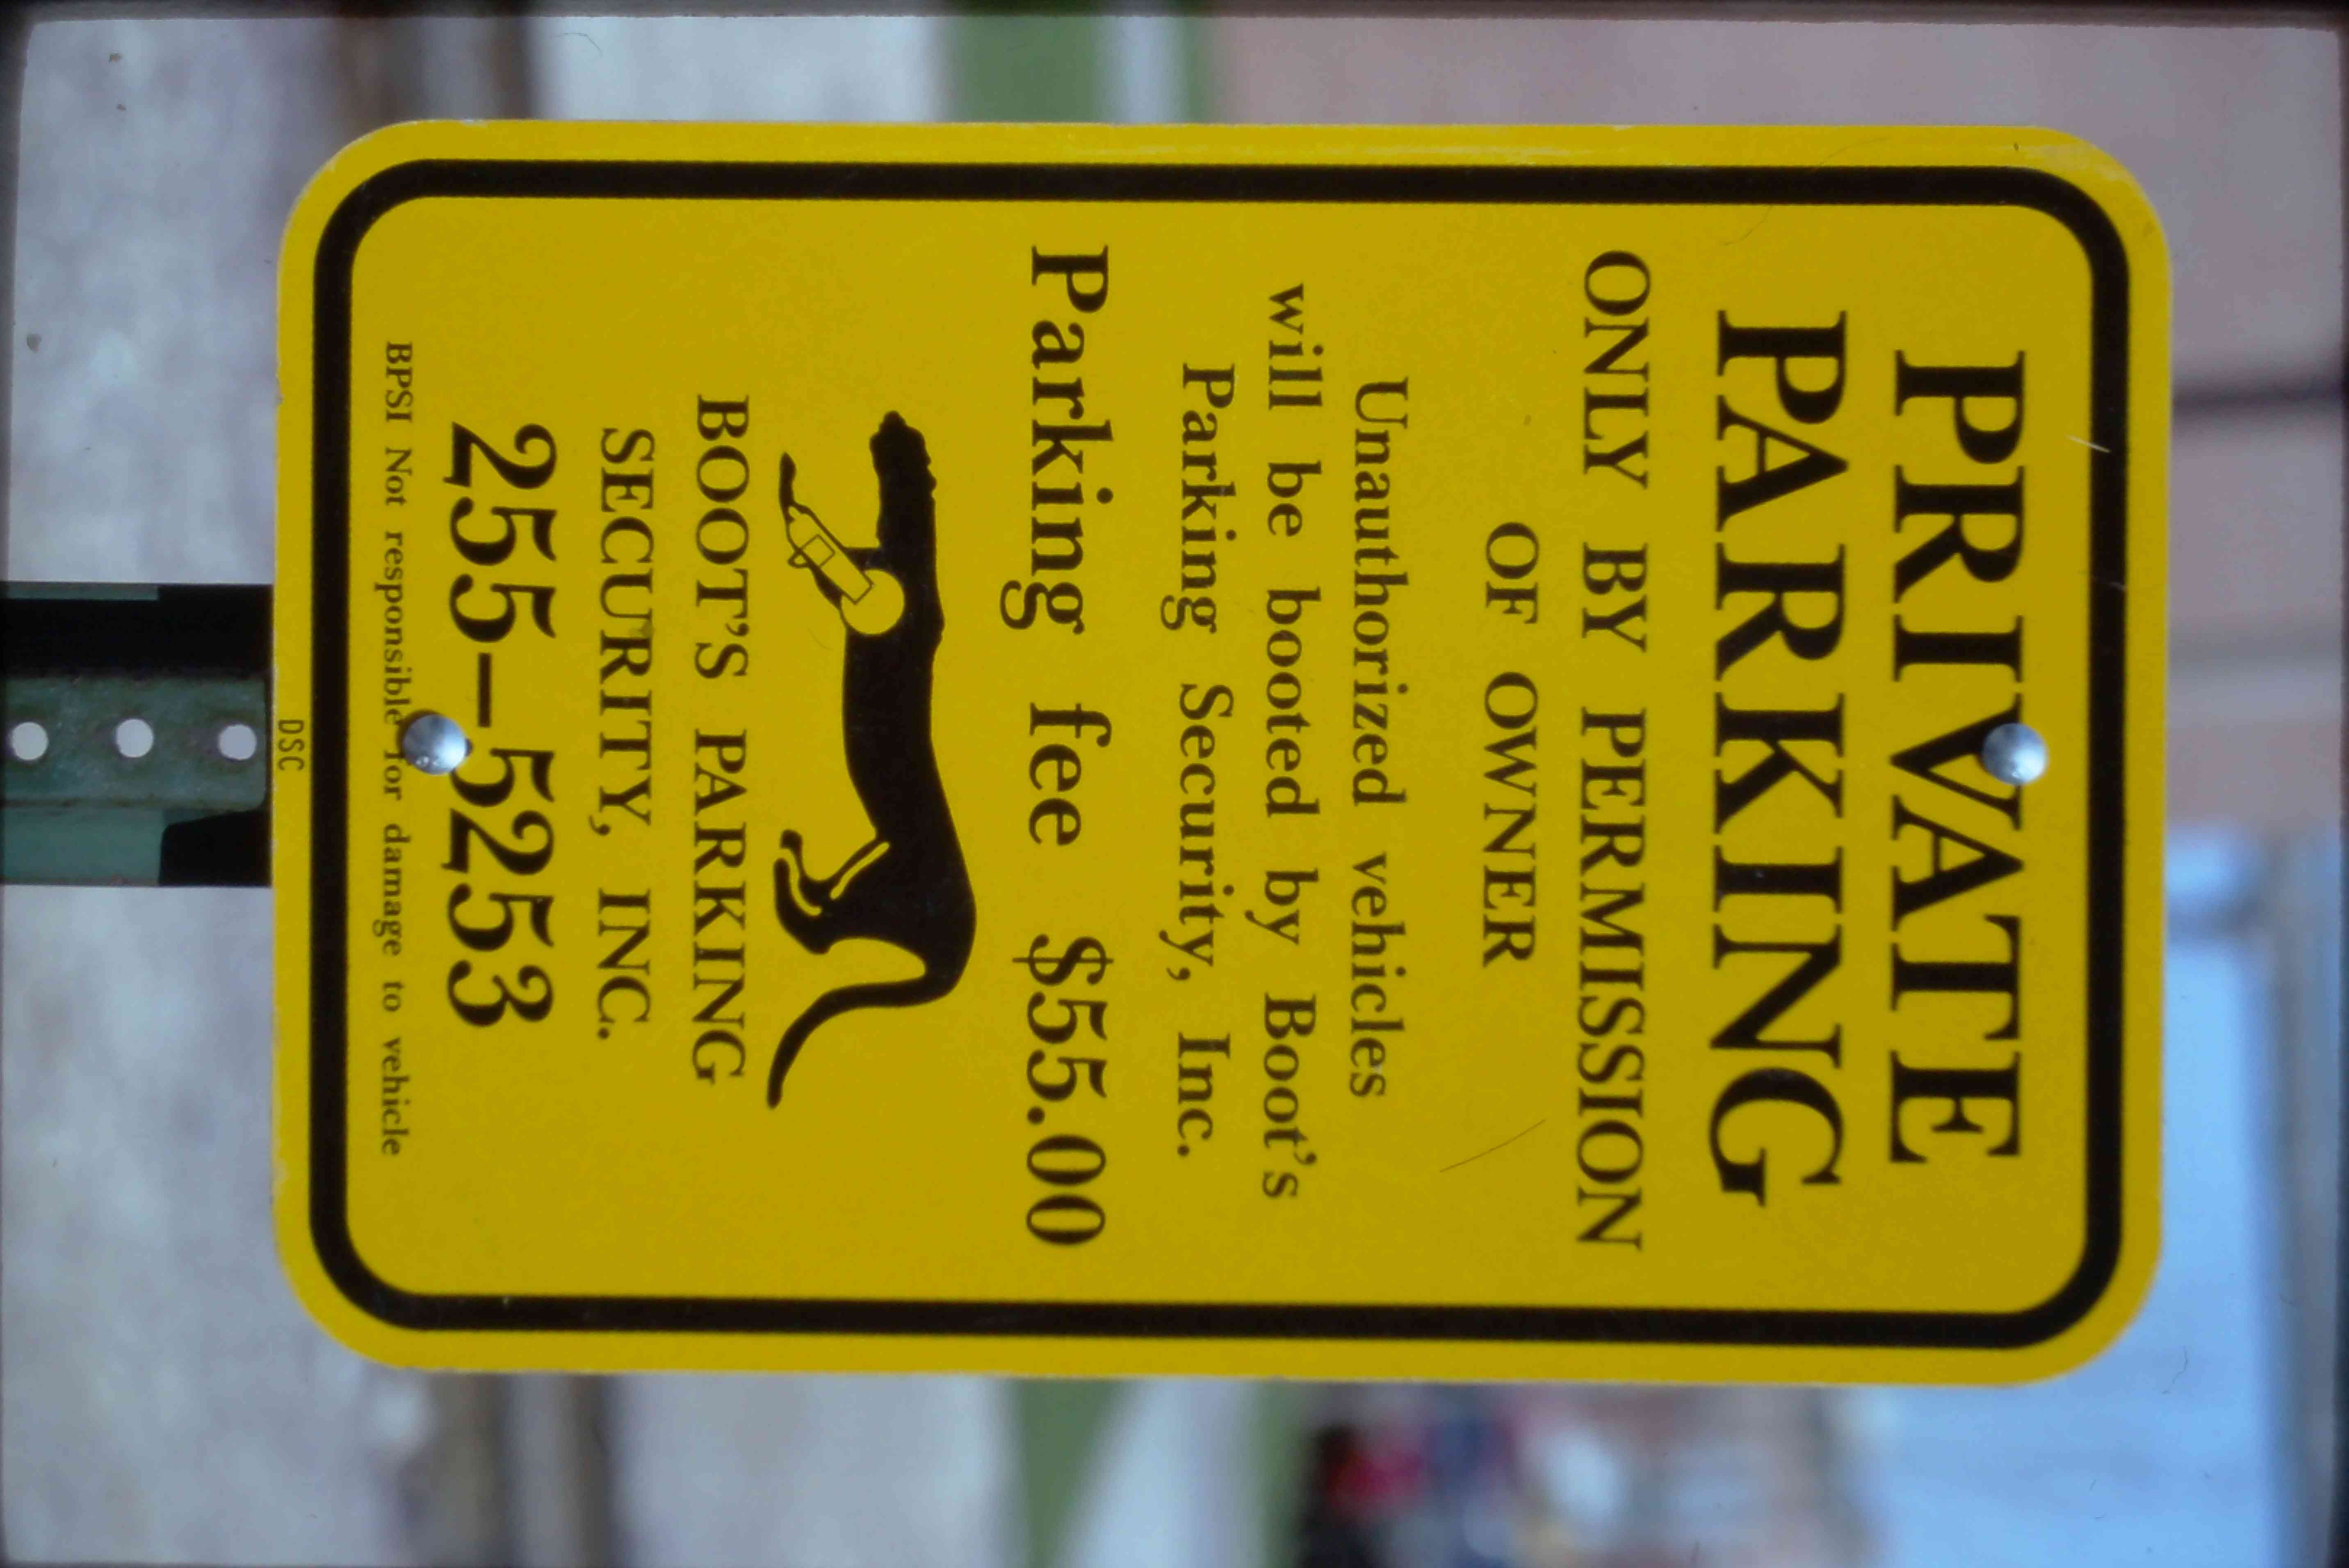 PRIVATE
PARKING
ONLY BY PERMISSION
OF OWNER
Unauthorized vehicles
will be booted by Boot's
Parking Security, Inc.
Parking fee $55.00
BOOT'S PARKING
SECURITY, INC.
255-5253
BPSI Not responsible for damage to vehicle
DSC